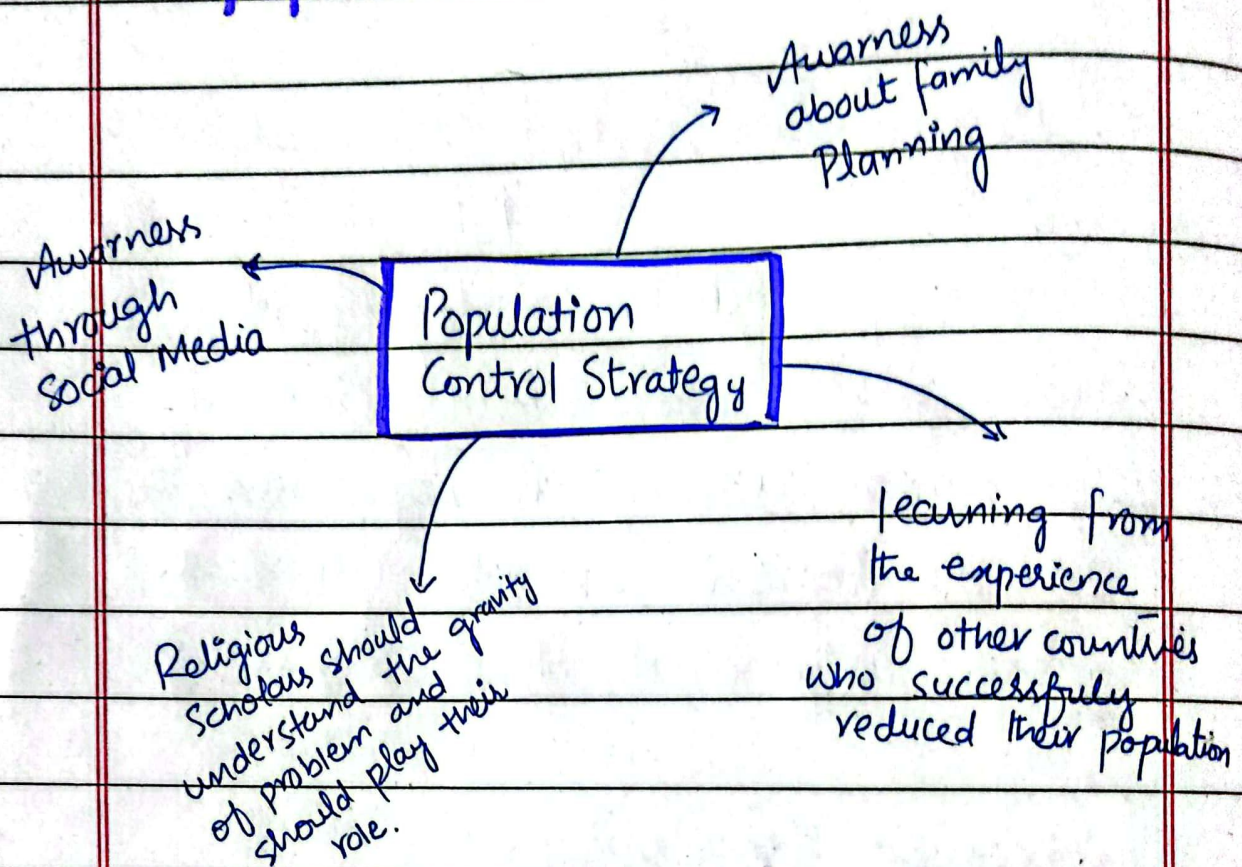 Awarness
about family
Planning
Awarness
through
Social Media
Population
Control Strategy
learning from
the experience
of other countries
who successfuly
reduced their population
Religious
Scholars should
understand the gravity
of problem and
should play their
role.